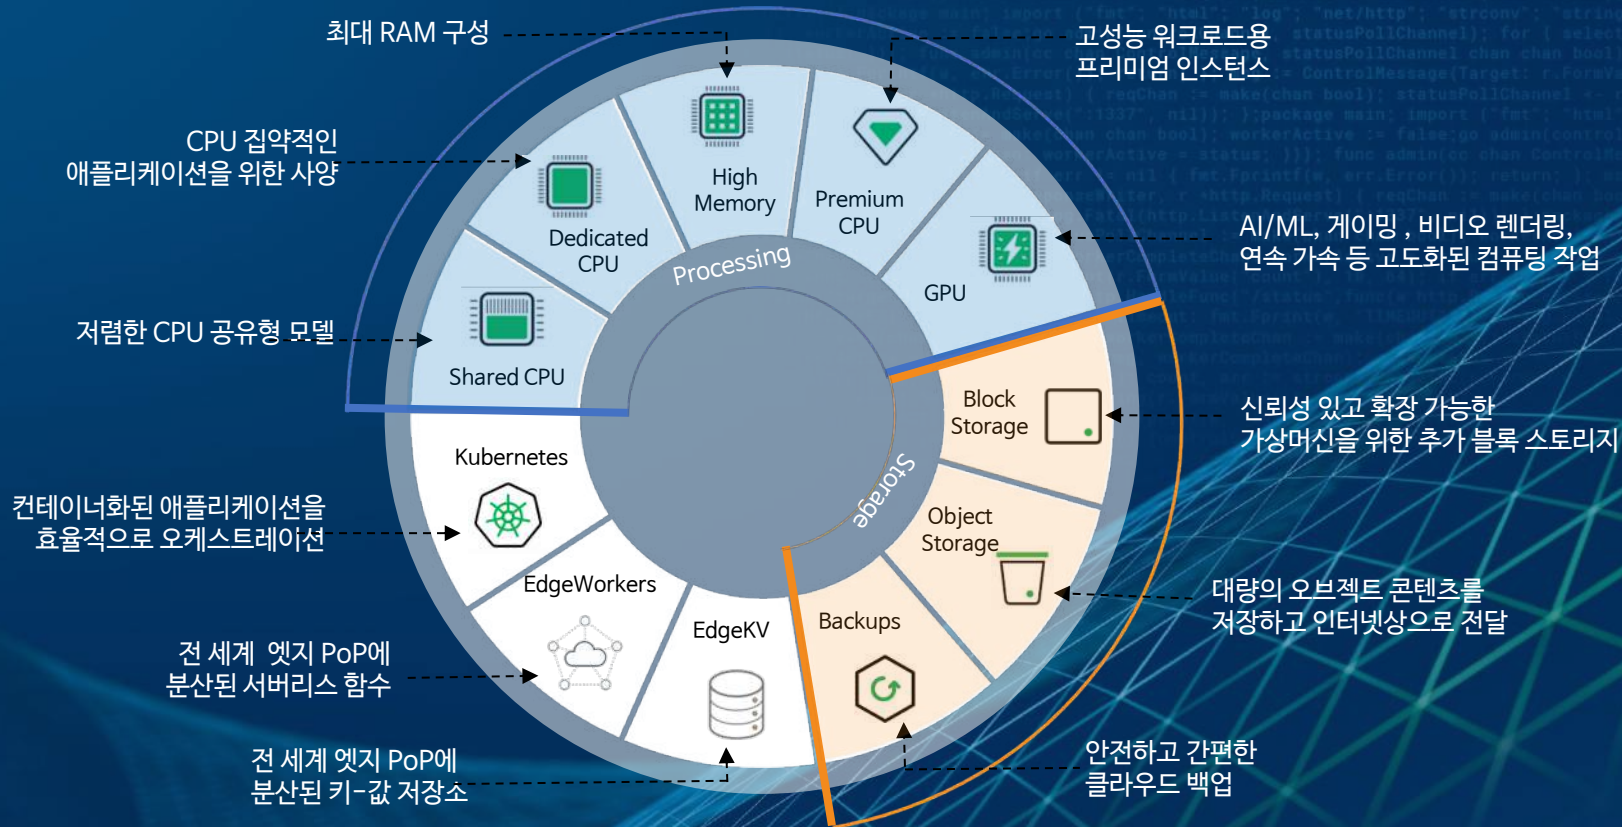 최대 RAM 구성
고성능 워크로드용
프리미엄 인스턴스
CPU 집약적인
애플리케이션을 위한 사양
High
Memory
Premium
CPU
Dedicated
CPU
Processing
AI/ML, 게이밍 , 비디오 렌더링,
연속 가속 등 고도화된 컴퓨팅 작업
GPU
저렴한 CPU 공유형 모델
Shared CPU
Block
Storage
신뢰성 있고 확장 가능한
가상머신을 위한 추가 블록 스토리지
Kubernetes
Storage
컨테이너화된 애플리케이션을
효율적으로 오케스트레이션
Object
Storage
EdgeWorkers
대량의 오브젝트 콘텐츠를
저장하고 인터넷상으로 전달
EdgeKV
Backups
전 세계 엣지 PoP에
분산된 서버리스 함수
전 세계 엣지 PoP에
분산된 키-값 저장소
안전하고 간편한
클라우드 백업